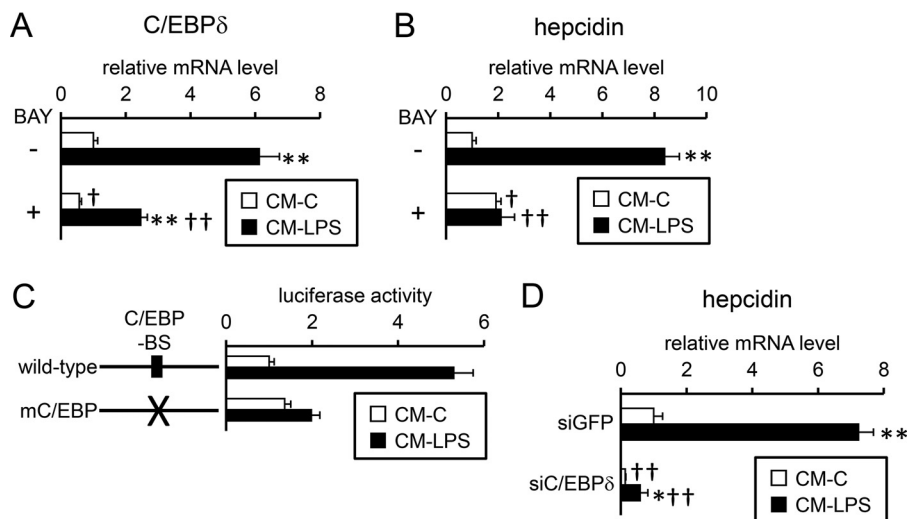 A C/EBPδ
relative mRNA level
0 2 4 6 8
BAY
-
**
+
†
** ††
CM-C
CM-LPS
B hepcidin
relative mRNA level
0 2 4 6 8 10
BAY
-
**
+
†
††
CM-C
CM-LPS
C
C/EBP
-BS
luciferase activity
0 2 4 6
wild-type
mC/EBP
X
CM-C
CM-LPS
D hepcidin
relative mRNA level
0 2 4 6 8
siGFP
**
siC/EBPδ
††
*††
CM-C
CM-LPS